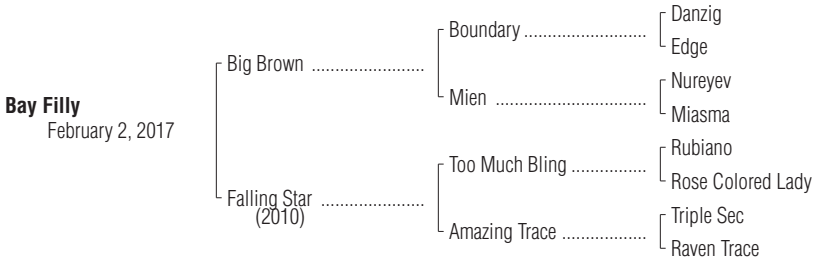 Danzig
Boundary ..........................
Edge
Big Brown ........................
Nureyev
Mien ................................
Miasma
Bay Filly
February 2, 2017
Rubiano
Too Much Bling ................
Rose Colored Lady
Falling Star ......................
(2010)
Triple Sec
Amazing Trace ..................
Raven Trace